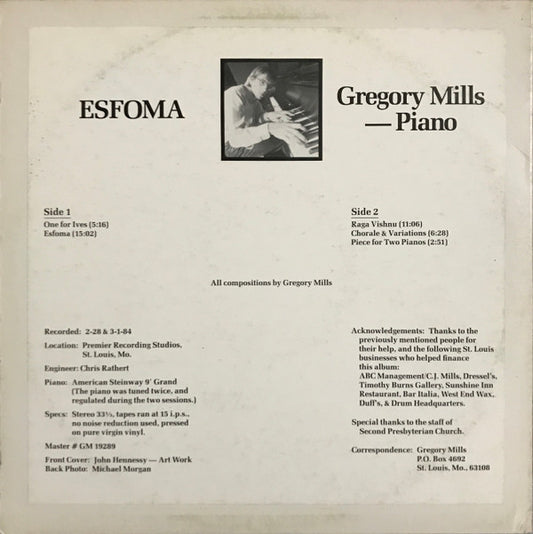 ESFOMA
Gregory Mills
— Piano
Side 1
One for Ives (5:16)
Esfoma (15:02)
Side 2
Raga Vishnu (11:06)
Chorale & Variations (6:28)
Piece for Two Pianos (2:51)
All compositions by Gregory Mills
Recorded: 2-28 & 3-1-84
Location: Premier Recording Studios,
St. Louis, Mo.
Engineer: Chris Rathert
Piano: American Steinway 9' Grand
(The piano was tuned twice, and
regulated during the two sessions.)
Specs: Stereo 33⅓, tapes ran at 15 i.p.s.,
no noise reduction used, pressed
on pure virgin vinyl.
Master # GM 19289
Front Cover: John Hennessy — Art Work
Back Photo: Michael Morgan
Acknowledgements: Thanks to the
previously mentioned people for
their help, and the following St. Louis
businesses who helped finance
this album:
ABC Management/C.J. Mills, Dressel's,
Timothy Burns Gallery, Sunshine Inn
Restaurant, Bar Italia, West End Wax,
Duff's, & Drum Headquarters.
Special thanks to the staff of
Second Presbyterian Church.
Correspondence: Gregory Mills
P.O. Box 4692
St. Louis, Mo., 63108